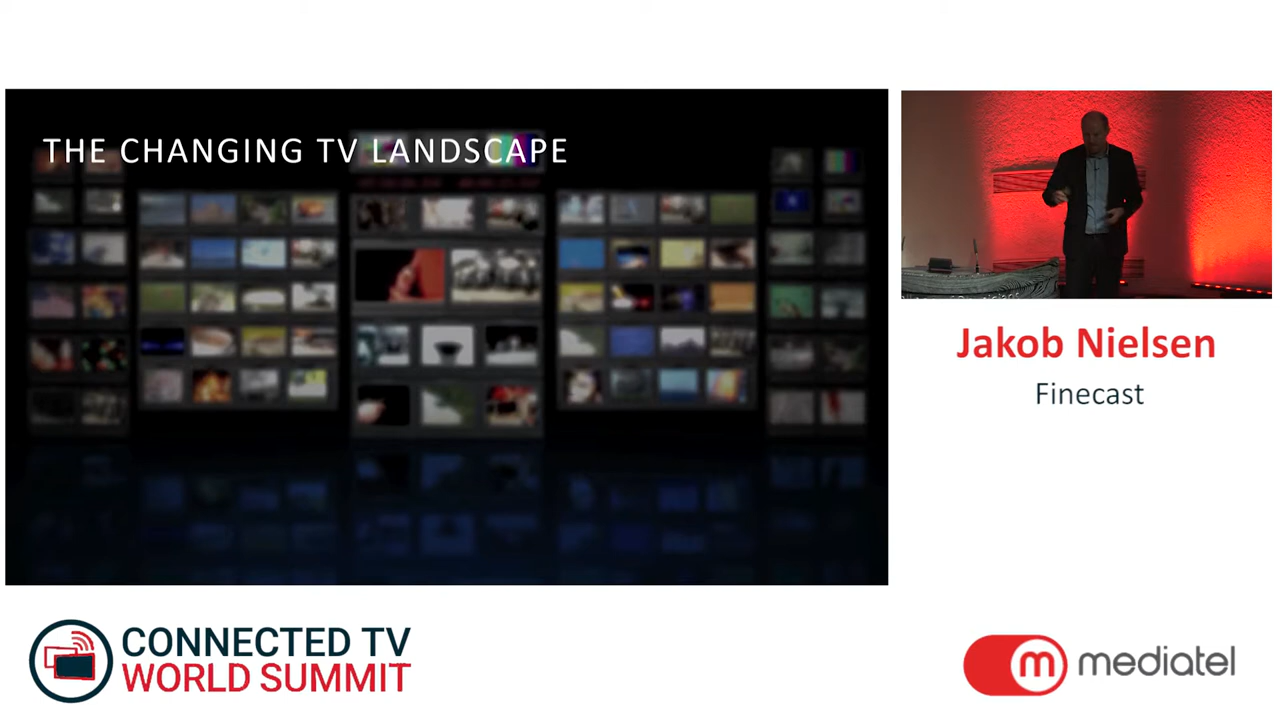 THE CHANGING TV LANDSCAPE
Jakob Nielsen
Finecast
CONNECTED TV
WORLD SUMMIT
m mediatel